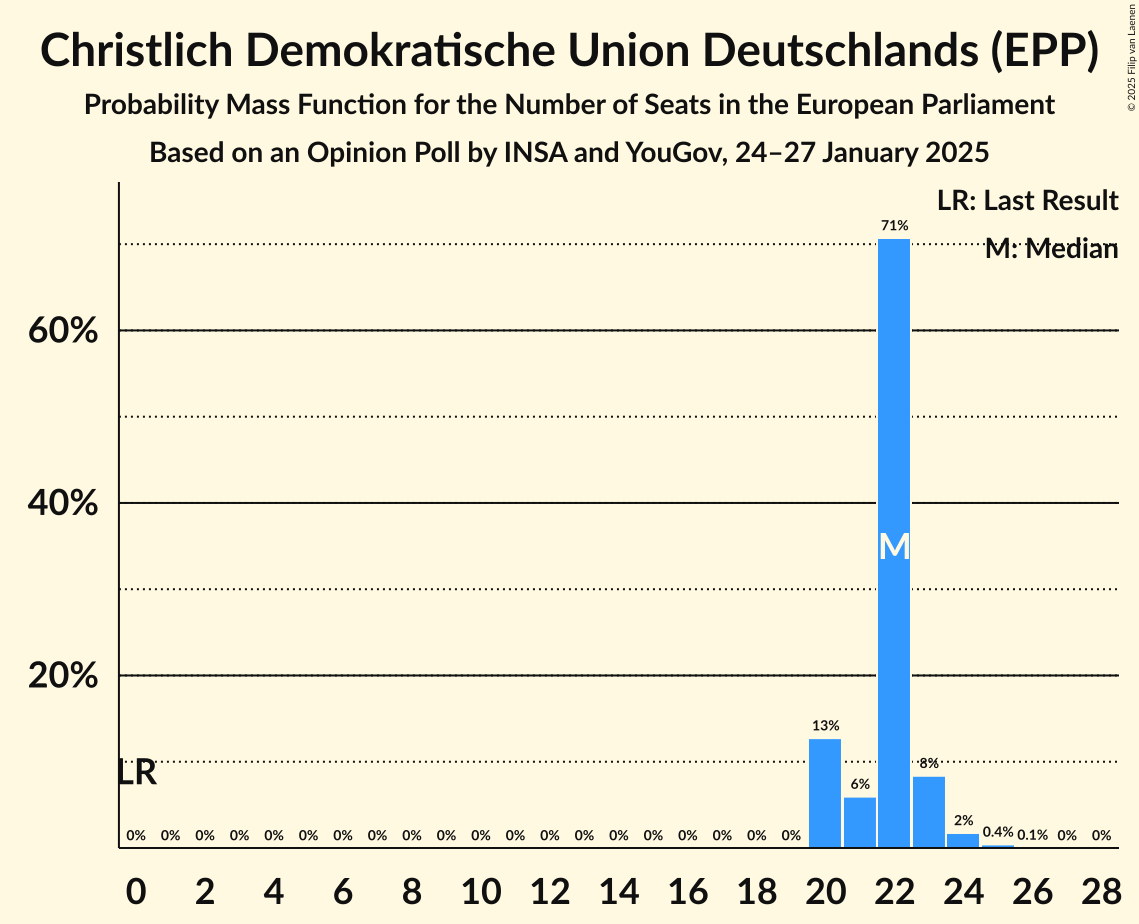 Christlich Demokratische Union Deutschlands (EPP)
Probability Mass Function for the Number of Seats in the European Parliament
Based on an Opinion Poll by INSA and YouGov, 24–27 January 2025
© 2025 Filip van Laenen
LR: Last Result
M: Median
71%
60%
40%
M
20%
13%
LR
8%
6%
2%
0% 0% 0% 0% 0% 0% 0% 0% 0% 0% 0% 0% 0% 0% 0% 0% 0% 0% 0% 0% 0.4% 0.1% 0% 0%
0 2 4 6 8 10 12 14 16 18 20 22 24 26 28